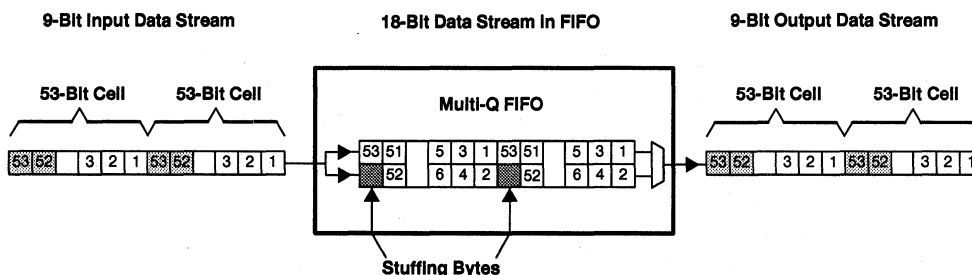 9-Bit Input Data Stream
18-Bit Data Stream in FIFO
9-Bit Output Data Stream
53-Bit Cell
53-Bit Cell
Multi-Q FIFO
53-Bit Cell
53-Bit Cell
53 52 3 2 1 53 52 3 2 1
53 51 5 3 1 53 51 5 3 1
52 6 4 2 52 6 4 2
53 52 3 2 1 53 52 3 2 1
Stuffing Bytes